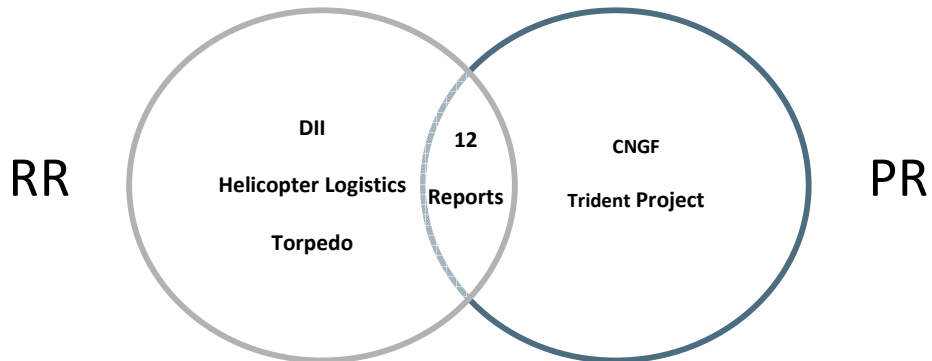 RR
DII
Helicopter Logistics
Torpedo
12
Reports
CNGF
Trident Project
PR